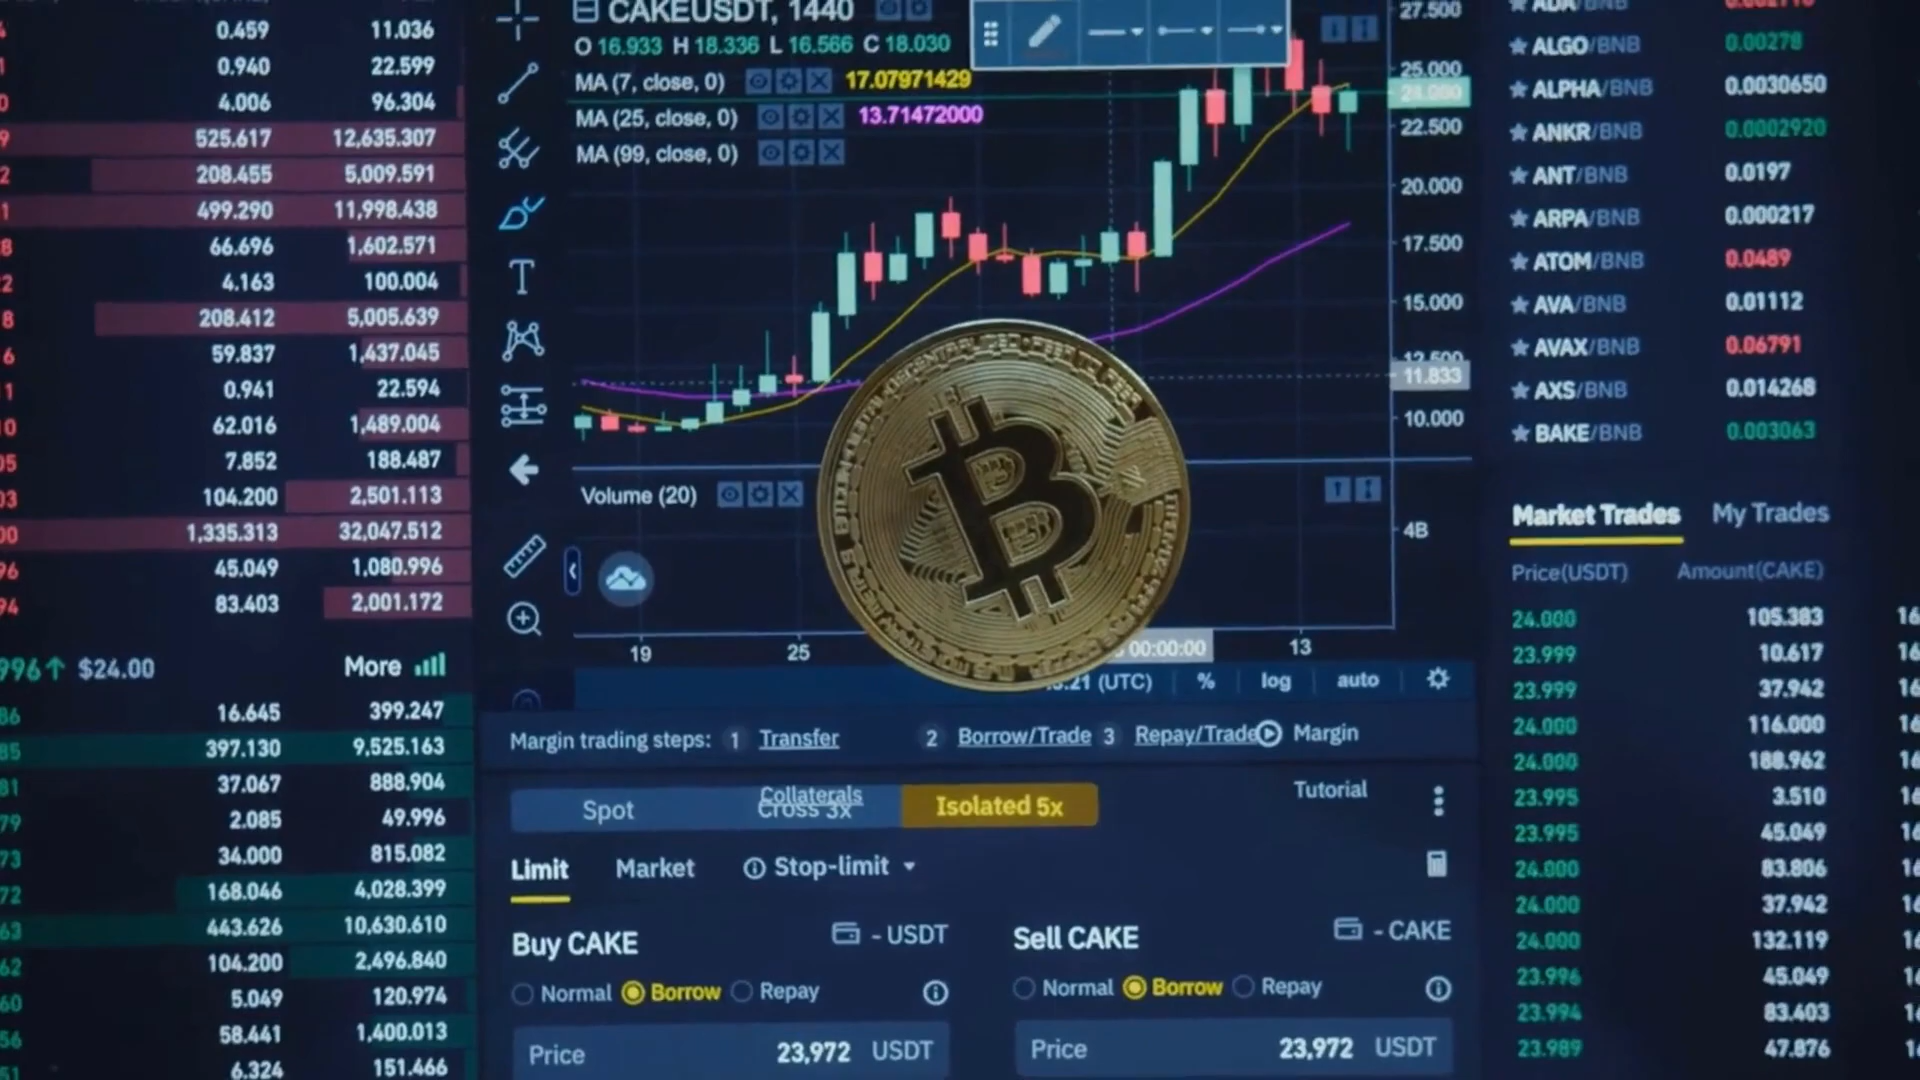 0.459 11.036
0.940 22.599
4.006 96.304
525.617 12,635.307
208.455 5,009.591
499.290 11,998.438
66.696 1,602.571
4.163 100.004
208.412 5,005.639
59.837 1,437.045
0.941 22.594
62.016 1,489.004
7.852 188.487
104.200 2,501.113
1,335.313 32,047.512
45.049 1,080.996
83.403 2,001.172
996↑ $24.00 More
16.645 399.247
397.130 9,525.163
37.067 888.904
2.085 49.996
34.000 815.082
168.046 4,028.399
443.626 10,630.610
104.200 2,496.840
5.049 120.974
58.441 1,400.013
6.324 151.466
CAKEUSDT, 1440
O 16.933 H 18.336 L 16.566 C 18.030
MA (7, close, 0) 17.07971429
MA (25, close, 0) 13.71472000
MA (99, close, 0)
27.500
25.000
22.500
20.000
17.500
15.000
12.500
11.833
10.000
Volume (20)
4B
19 25 00:00:00 13
(UTC) % log auto
Margin trading steps: 1 Transfer 2 Borrow/Trade 3 Repay/Trade Margin
Tutorial
Spot Collaterals Cross 3x Isolated 5x
Limit Market Stop-limit
Buy CAKE - USDT
Normal Borrow Repay
Price 23,972 USDT
Sell CAKE - CAKE
Normal Borrow Repay
Price 23,972 USDT
ADA/BNB
ALGO/BNB 0.00278
ALPHA/BNB 0.0030650
ANKR/BNB 0.0002920
ANT/BNB 0.0197
ARPA/BNB 0.000217
ATOM/BNB 0.0489
AVA/BNB 0.01112
AVAX/BNB 0.06791
AXS/BNB 0.014268
BAKE/BNB 0.003063
Market Trades My Trades
Price(USDT) Amount(CAKE)
24.000 105.383
23.999 10.617
23.999 37.942
24.000 116.000
24.000 188.962
23.995 3.510
23.995 45.049
24.000 83.806
24.000 37.942
24.000 132.119
23.996 45.049
23.994 83.403
23.989 47.876